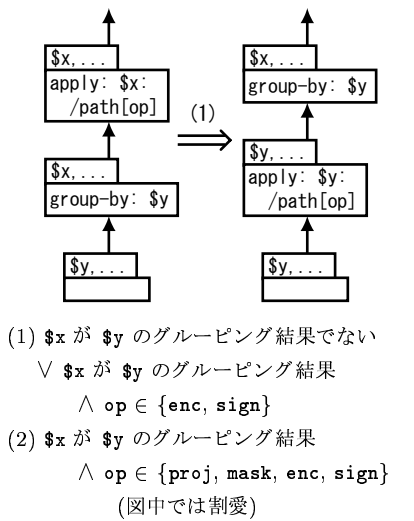 $x,...
apply: $x:
/path[op]
$x,...
group-by: $y
$y,...
(1)
$x,...
group-by: $y
$y,...
apply: $y:
/path[op]
$y,...
(1) $x が $y のグルーピング結果でない
∨ $x が $y のグルーピング結果
∧ op ∈ {enc, sign}
(2) $x が $y のグルーピング結果
∧ op ∈ {proj, mask, enc, sign}
(図中では割愛)